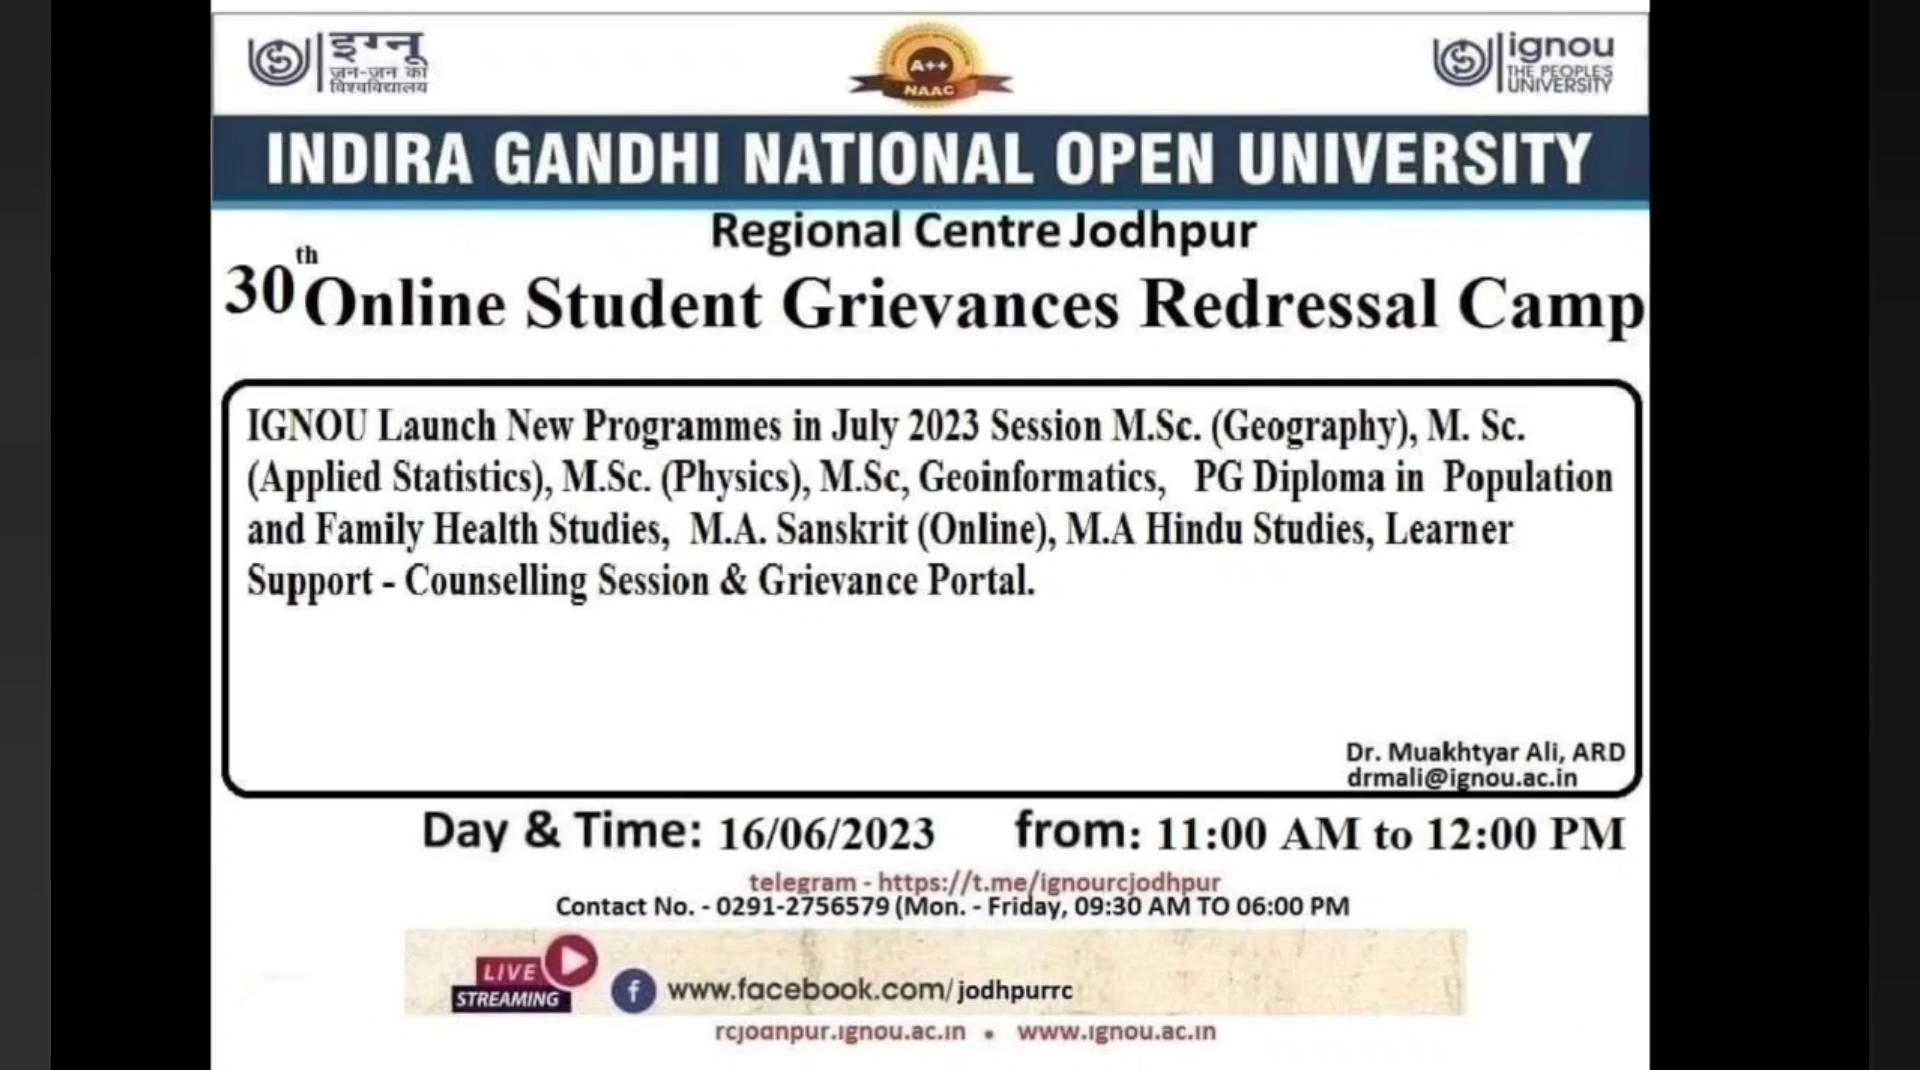 इग्नू
जन-जन का
विश्वविद्यालय
A++
NAAC
ignou
THE PEOPLE'S
UNIVERSITY
INDIRA GANDHI NATIONAL OPEN UNIVERSITY
Regional Centre Jodhpur
30th Online Student Grievances Redressal Camp
IGNOU Launch New Programmes in July 2023 Session M.Sc. (Geography), M. Sc.
(Applied Statistics), M.Sc. (Physics), M.Sc, Geoinformatics, PG Diploma in Population
and Family Health Studies, M.A. Sanskrit (Online), M.A Hindu Studies, Learner
Support - Counselling Session & Grievance Portal.
Dr. Muakhtyar Ali, ARD
drmali@ignou.ac.in
Day & Time: 16/06/2023 from: 11:00 AM to 12:00 PM
telegram - https://t.me/ignourcjodhpur
Contact No. - 0291-2756579 (Mon. - Friday, 09:30 AM TO 06:00 PM
LIVE
STREAMING
f www.facebook.com/jodhpurrc
rcjodhpur.ignou.ac.in • www.ignou.ac.in